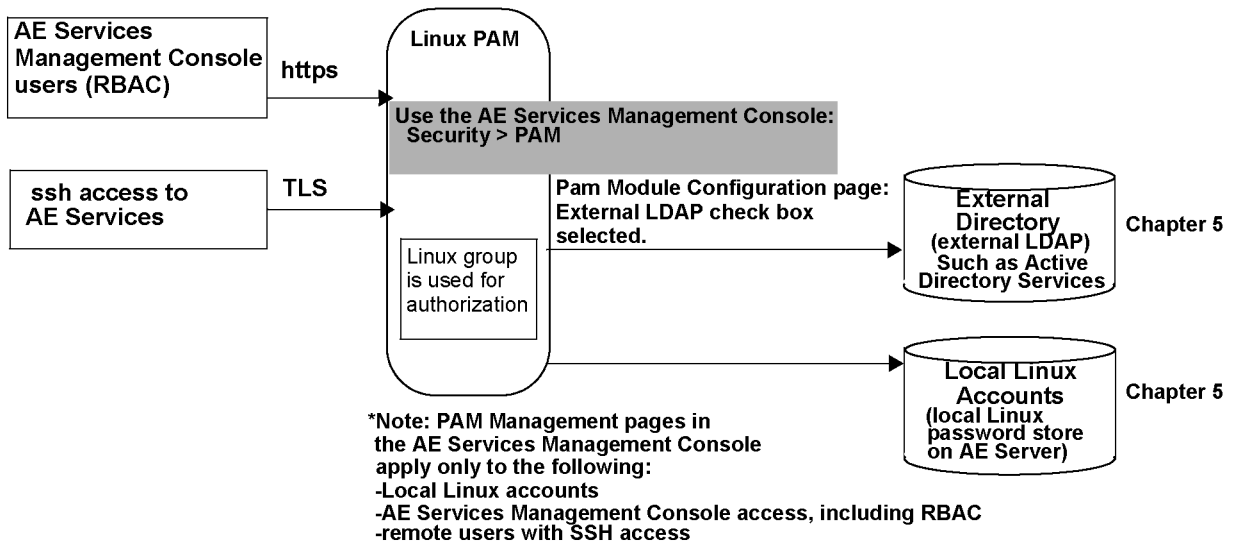 AE Services
Management Console
users (RBAC)
https
Linux PAM
Use the AE Services Management Console:
Security > PAM
ssh access to
AE Services
TLS
Pam Module Configuration page:
External LDAP check box
selected.
Linux group
is used for
authorization
External
Directory
(external LDAP)
Such as Active
Directory Services
Chapter 5
Local Linux
Accounts
(local Linux
password store
on AE Server)
Chapter 5
*Note: PAM Management pages in
the AE Services Management Console
apply only to the following:
-Local Linux accounts
-AE Services Management Console access, including RBAC
-remote users with SSH access